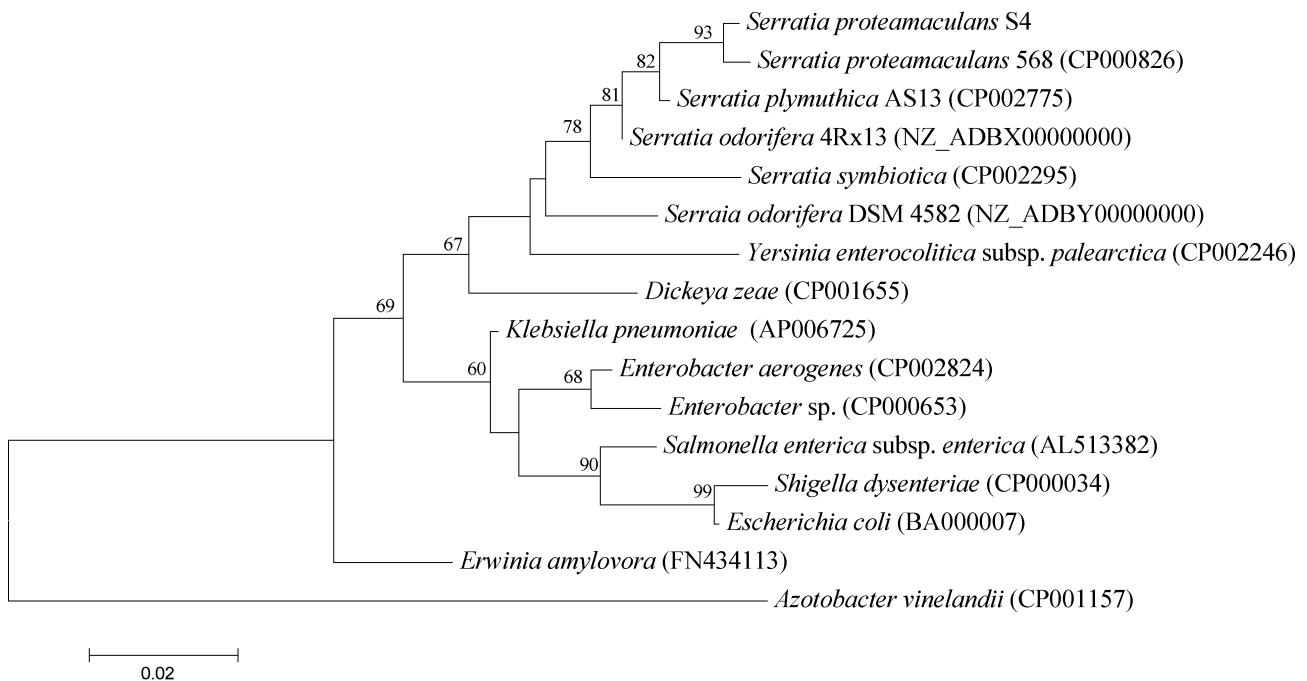 Serratia proteamaculans S4
93
Serratia proteamaculans 568 (CP000826)
82
Serratia plymuthica AS13 (CP002775)
81
Serratia odorifera 4Rx13 (NZ_ADBX00000000)
78
Serratia symbiotica (CP002295)
Serraia odorifera DSM 4582 (NZ_ADBY00000000)
67
Yersinia enterocolitica subsp. palearctica (CP002246)
Dickeya zeae (CP001655)
69
Klebsiella pneumoniae (AP006725)
60
Enterobacter aerogenes (CP002824)
68
Enterobacter sp. (CP000653)
Salmonella enterica subsp. enterica (AL513382)
90
Shigella dysenteriae (CP000034)
99
Escherichia coli (BA000007)
Erwinia amylovora (FN434113)
Azotobacter vinelandii (CP001157)
0.02